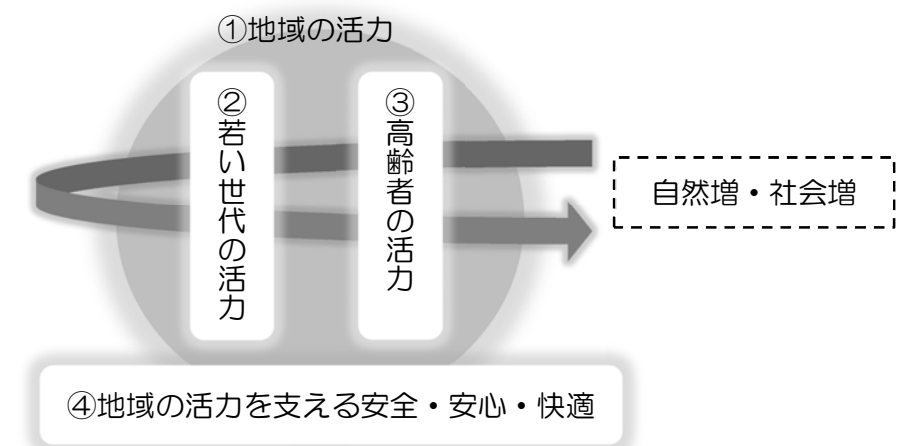 ①地域の活力
②若い世代の活力
③高齢者の活力
自然増・社会増
④地域の活力を支える安全・安心・快適